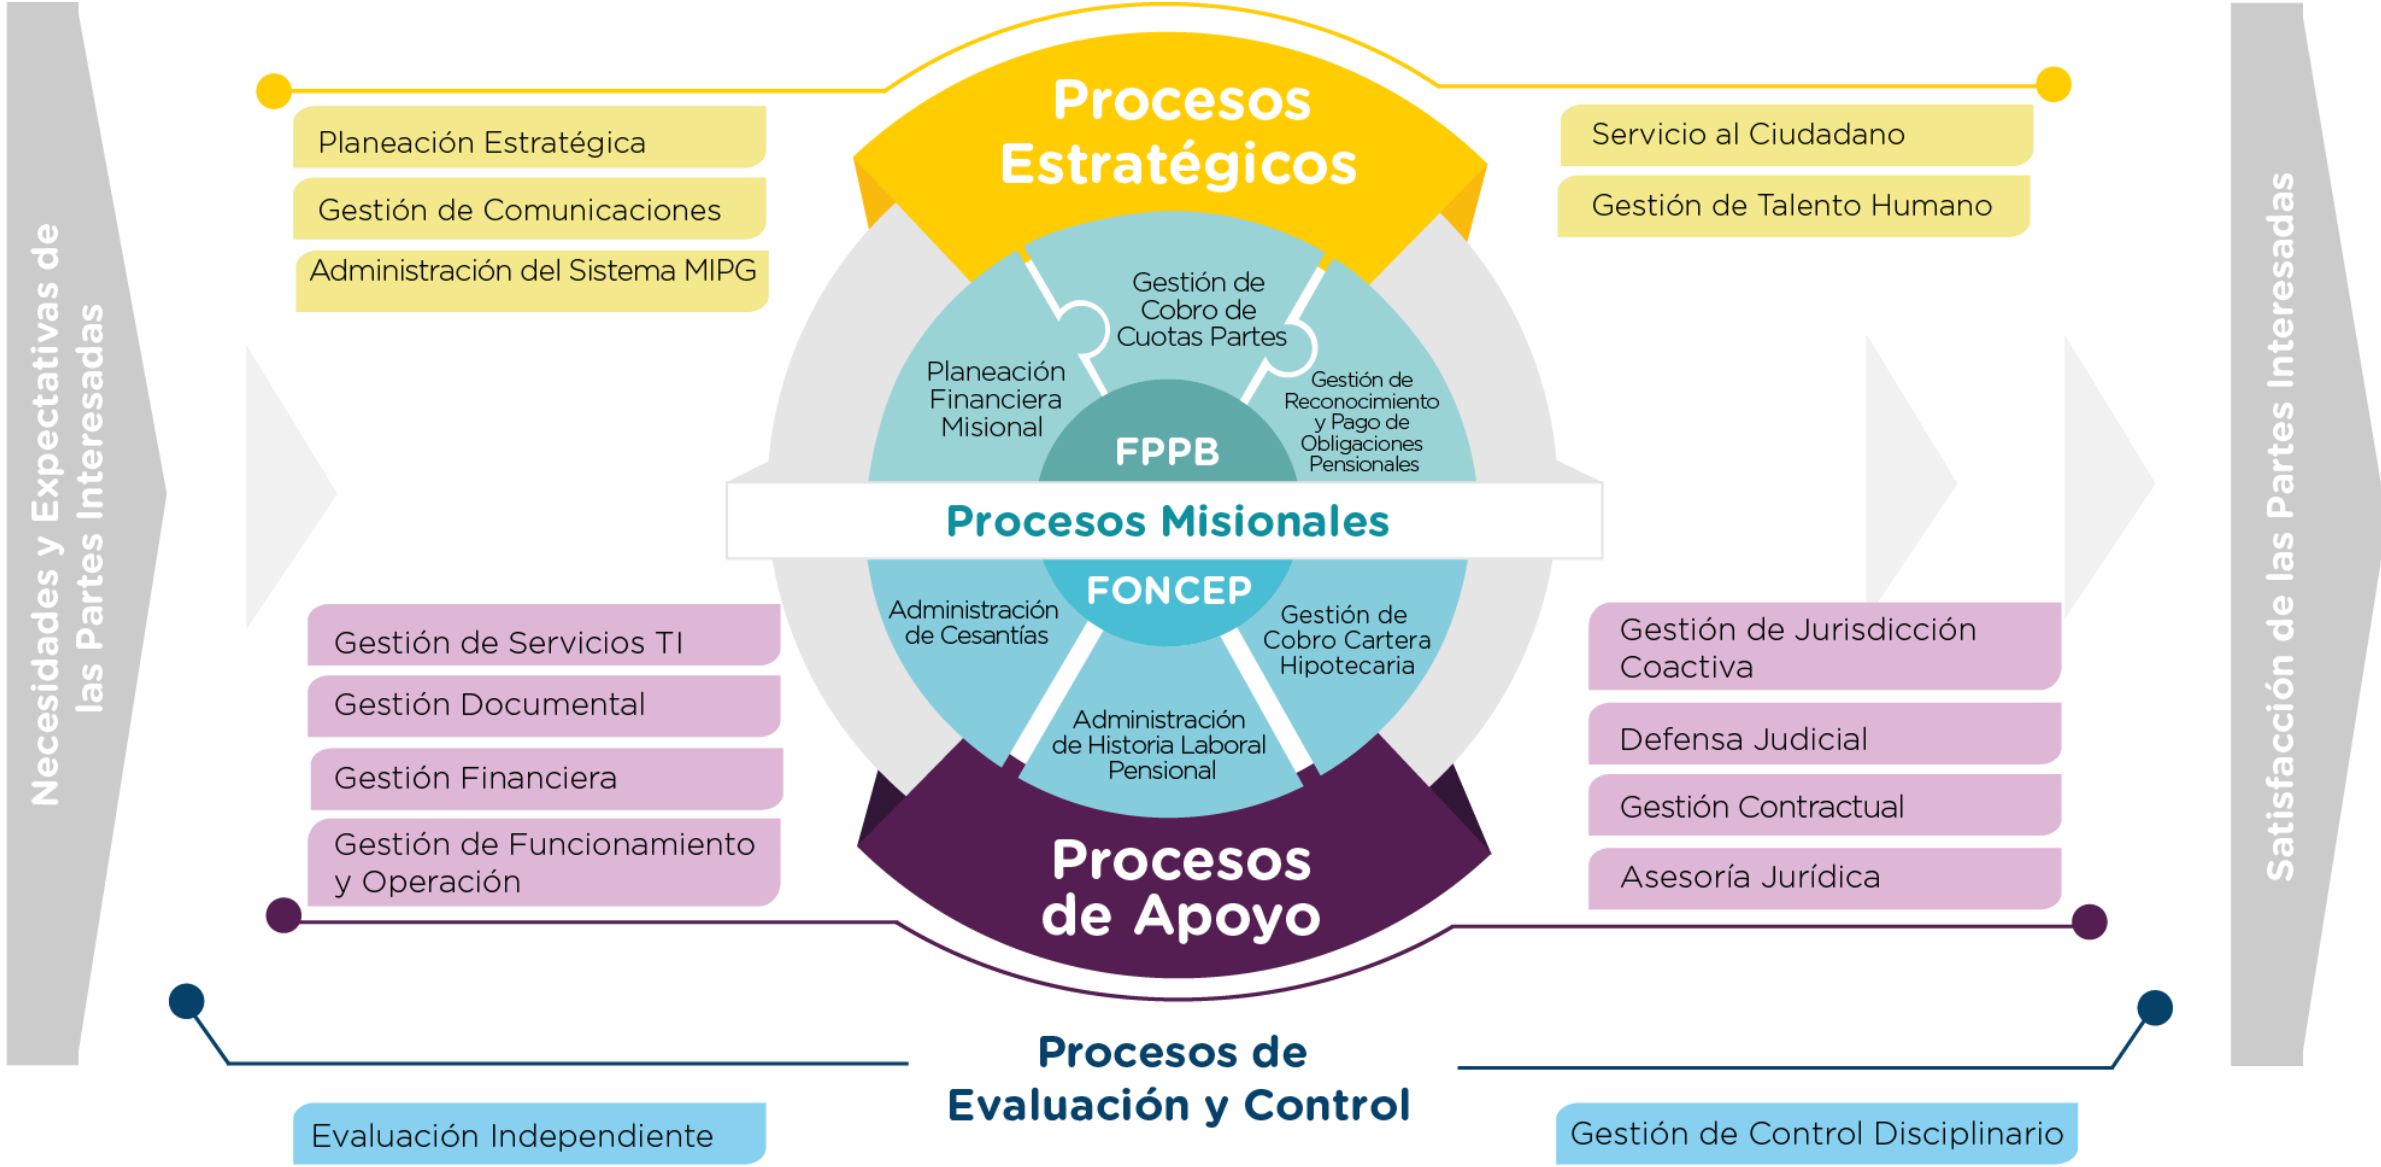 Necesidades y Expectativas de
las Partes Interesadas
Procesos
Estratégicos
Planeación Estratégica
Gestión de Comunicaciones
Administración del Sistema MIPG
Servicio al Ciudadano
Gestión de Talento Humano
Gestión de
Cobro de
Cuotas Partes
Planeación
Financiera
Misional
Gestión de
Reconocimiento
y Pago de
Obligaciones
Pensionales
FPPB
Procesos Misionales
FONCEP
Administración
de Cesantías
Gestión de
Cobro Cartera
Hipotecaria
Administración
de Historia Laboral
Pensional
Gestión de Servicios TI
Gestión Documental
Gestión Financiera
Gestión de Funcionamiento
y Operación
Gestión de Jurisdicción
Coactiva
Defensa Judicial
Gestión Contractual
Asesoría Jurídica
Procesos
de Apoyo
Procesos de
Evaluación y Control
Evaluación Independiente
Gestión de Control Disciplinario
Satisfacción de las Partes Interesadas